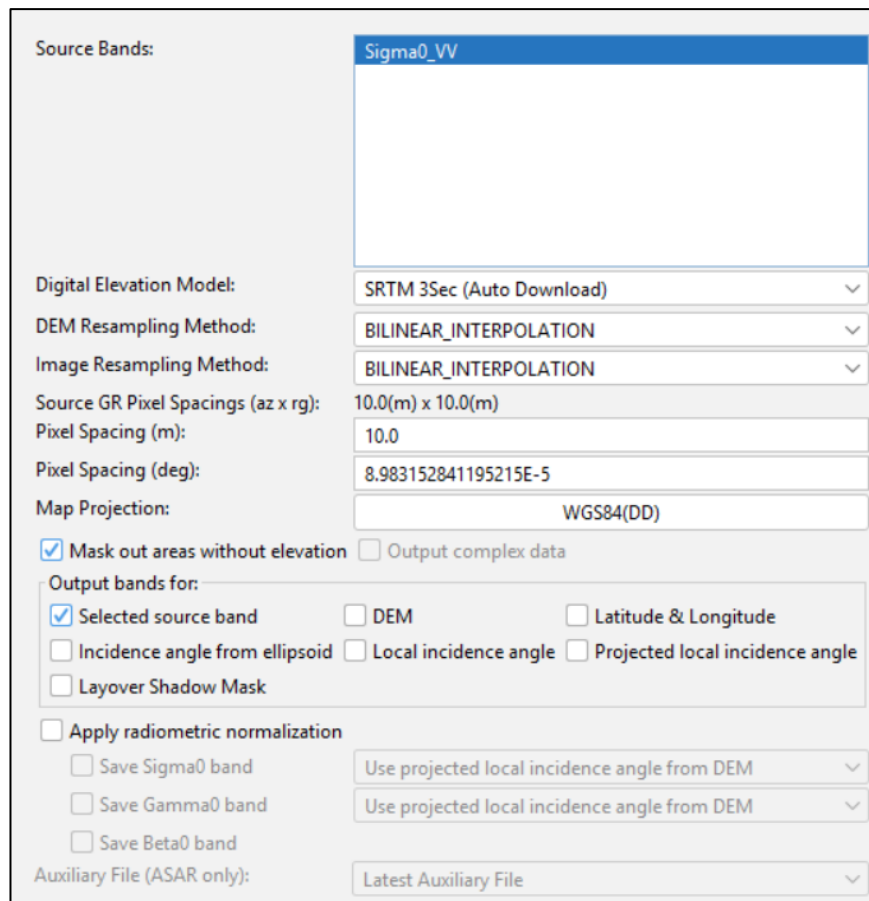 Source Bands: Sigma0_VV
Digital Elevation Model: SRTM 3Sec (Auto Download)
DEM Resampling Method: BILINEAR_INTERPOLATION
Image Resampling Method: BILINEAR_INTERPOLATION
Source GR Pixel Spacings (az x rg): 10.0(m) x 10.0(m)
Pixel Spacing (m): 10.0
Pixel Spacing (deg): 8.983152841195215E-5
Map Projection: WGS84(DD)
Mask out areas without elevation Output complex data
Output bands for:
Selected source band DEM Latitude & Longitude
Incidence angle from ellipsoid Local incidence angle Projected local incidence angle
Layover Shadow Mask
Apply radiometric normalization
Save Sigma0 band Use projected local incidence angle from DEM
Save Gamma0 band Use projected local incidence angle from DEM
Save Beta0 band
Auxiliary File (ASAR only): Latest Auxiliary File